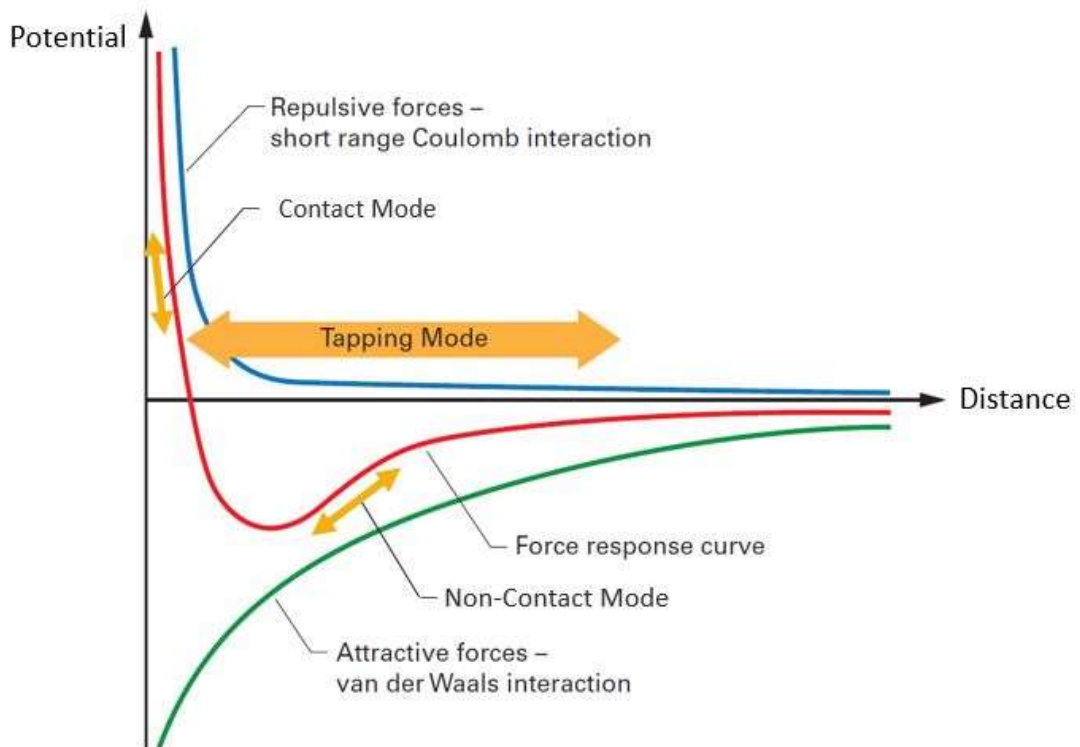 Potential
Repulsive forces –
short range Coulomb interaction
Contact Mode
Tapping Mode
Distance
Force response curve
Non-Contact Mode
Attractive forces –
van der Waals interaction